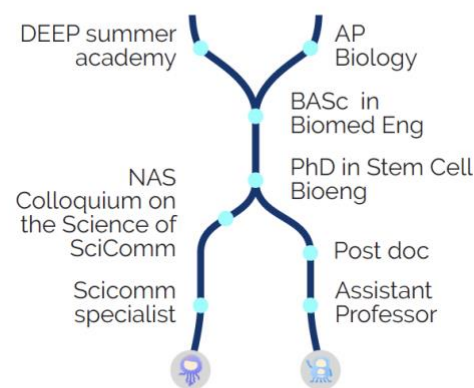 DEEP summer
academy
AP
Biology
BASc in
Biomed Eng
PhD in Stem Cell
Bioeng
NAS
Colloquium on
the Science of
SciComm
Post doc
Scicomm
specialist
Assistant
Professor